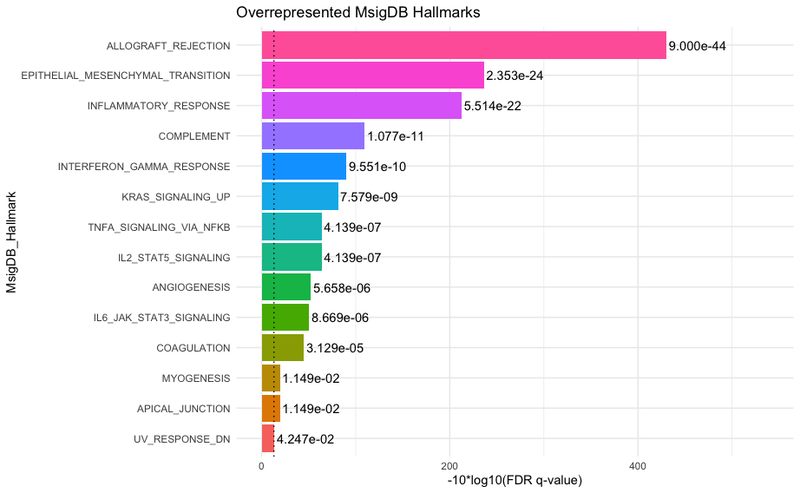 Overrepresented MsigDB Hallmarks
MsigDB_Hallmark
ALLOGRAFT_REJECTION 9.000e-44
EPITHELIAL_MESENCHYMAL_TRANSITION 2.353e-24
INFLAMMATORY_RESPONSE 5.514e-22
COMPLEMENT 1.077e-11
INTERFERON_GAMMA_RESPONSE 9.551e-10
KRAS_SIGNALING_UP 7.579e-09
TNFA_SIGNALING_VIA_NFKB 4.139e-07
IL2_STAT5_SIGNALING 4.139e-07
ANGIOGENESIS 5.658e-06
IL6_JAK_STAT3_SIGNALING 8.669e-06
COAGULATION 3.129e-05
MYOGENESIS 1.149e-02
APICAL_JUNCTION 1.149e-02
UV_RESPONSE_DN 4.247e-02
0 200 400
-10*log10(FDR q-value)